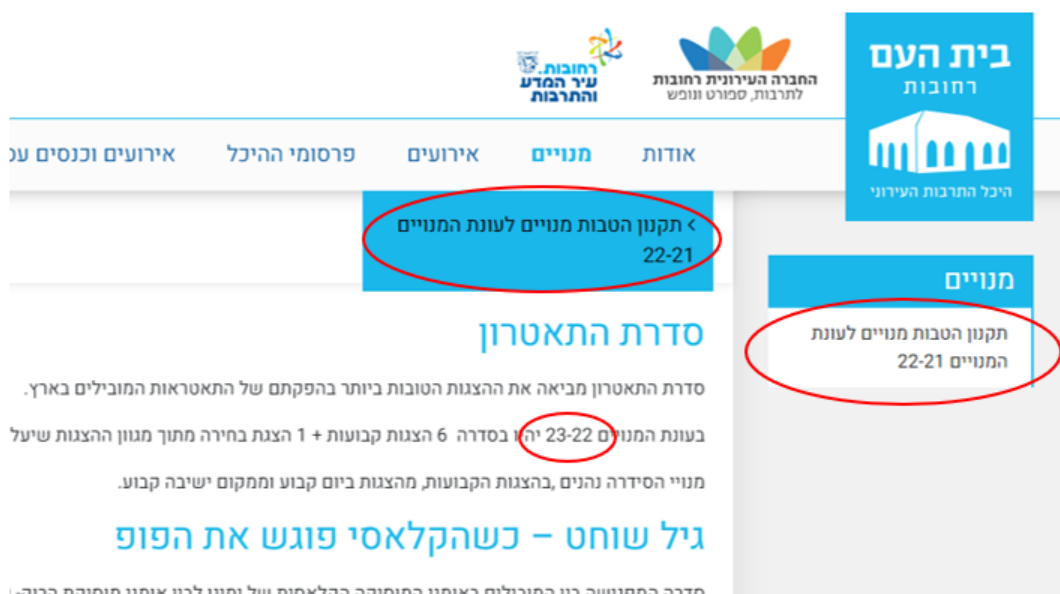 בית העם
רחובות
היכל התרבות העירוני
החברה העירונית רחובות
לתרבות, ספורט ונופש
רחובות.
עיר המדע
והתרבות
אודות
מנויים
אירועים
פרסומי ההיכל
אירועים וכנסים
› תקנון הטבות מנויים לעונת המנויים
22-21
מנויים
תקנון הטבות מנויים לעונת
המנויים 22-21
סדרת התאטרון
סדרת התאטרון מביאה את ההצגות הטובות ביותר בהפקתם של התאטראות המובילים בארץ.
בעונת המנויים 23-22 יהיו בסדרה 6 הצגות קבועות + 1 הצגת בחירה מתוך מגוון ההצגות
מנויי הסידרה נהנים ,בהצגות הקבועות, מהצגות ביום קבוע וממקום ישיבה קבוע.
גיל שוחט – כשהקלאסי פוגש את הפופ